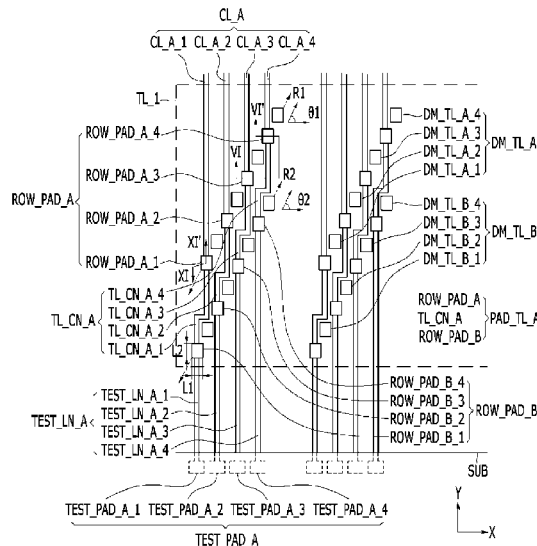 CL_A
CL_A_1 CL_A_2 CL_A_3 CL_A_4
TL_1
VI'
R1
θ1
DM_TL_A_4
DM_TL_A_3
DM_TL_A_2
DM_TL_A_1
DM_TL_A
ROW_PAD_A_4
VI
R2
ROW_PAD_A_3
ROW_PAD_A
θ2
DM_TL_B_4
DM_TL_B_3
DM_TL_B_2
DM_TL_B_1
DM_TL_B
ROW_PAD_A_2
XI'
ROW_PAD_A_1
XI
TL_CN_A_4
TL_CN_A_3
TL_CN_A_2
TL_CN_A_1
TL_CN_A
L2
L1
ROW_PAD_A
TL_CN_A
ROW_PAD_B
PAD_TL_A
TEST_LN_A_1
TEST_LN_A_2
TEST_LN_A_3
TEST_LN_A_4
TEST_LN_A
ROW_PAD_B_4
ROW_PAD_B_3
ROW_PAD_B_2
ROW_PAD_B_1
ROW_PAD_B
SUB
TEST_PAD_A_1 TEST_PAD_A_2 TEST_PAD_A_3 TEST_PAD_A_4
TEST_PAD_A
Y
X